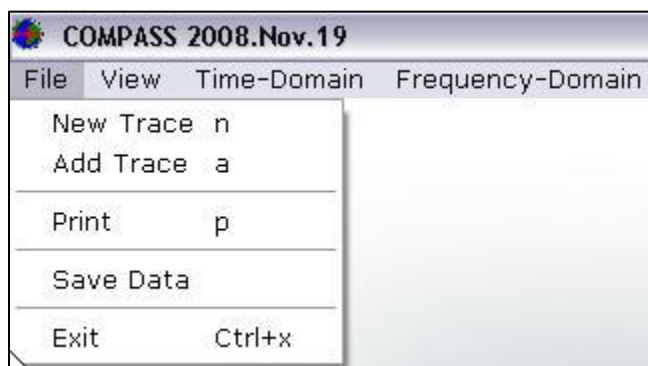 COMPASS 2008.Nov.19
File View Time-Domain Frequency-Domain
New Trace n
Add Trace a
Print p
Save Data
Exit Ctrl+x